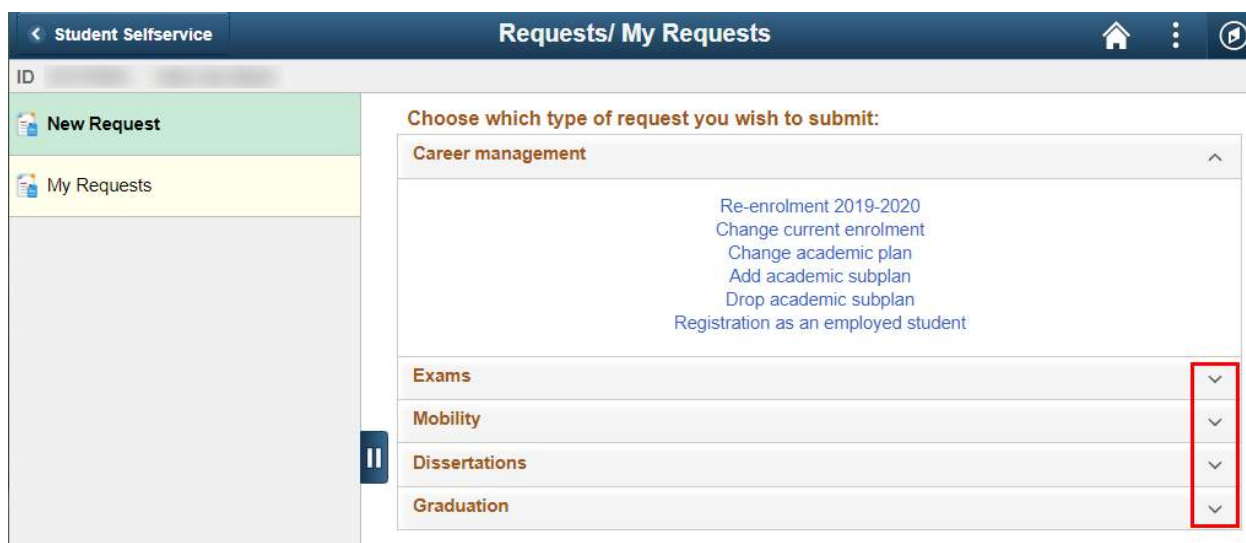 Student Selfservice
Requests/ My Requests
ID
New Request
My Requests
Choose which type of request you wish to submit:
Career management
Re-enrolment 2019-2020
Change current enrolment
Change academic plan
Add academic subplan
Drop academic subplan
Registration as an employed student
Exams
Mobility
Dissertations
Graduation